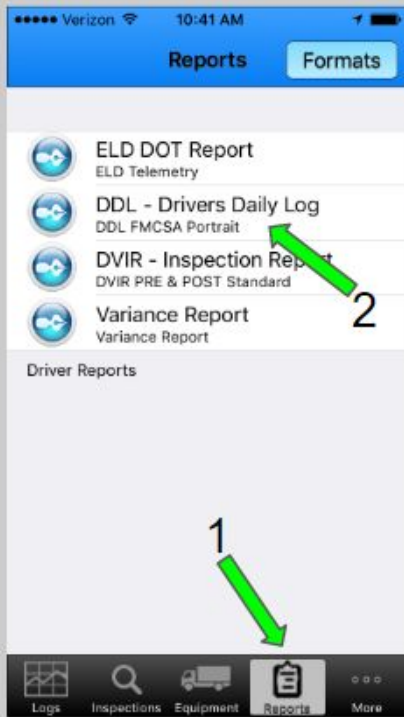 Verizon 10:41 AM
Reports Formats
ELD DOT Report
ELD Telemetry
DDL - Drivers Daily Log
DDL FMCSA Portrait
DVIR - Inspection Report
DVIR PRE & POST Standard
2
Variance Report
Variance Report
Driver Reports
1
Logs Inspections Equipment Reports More